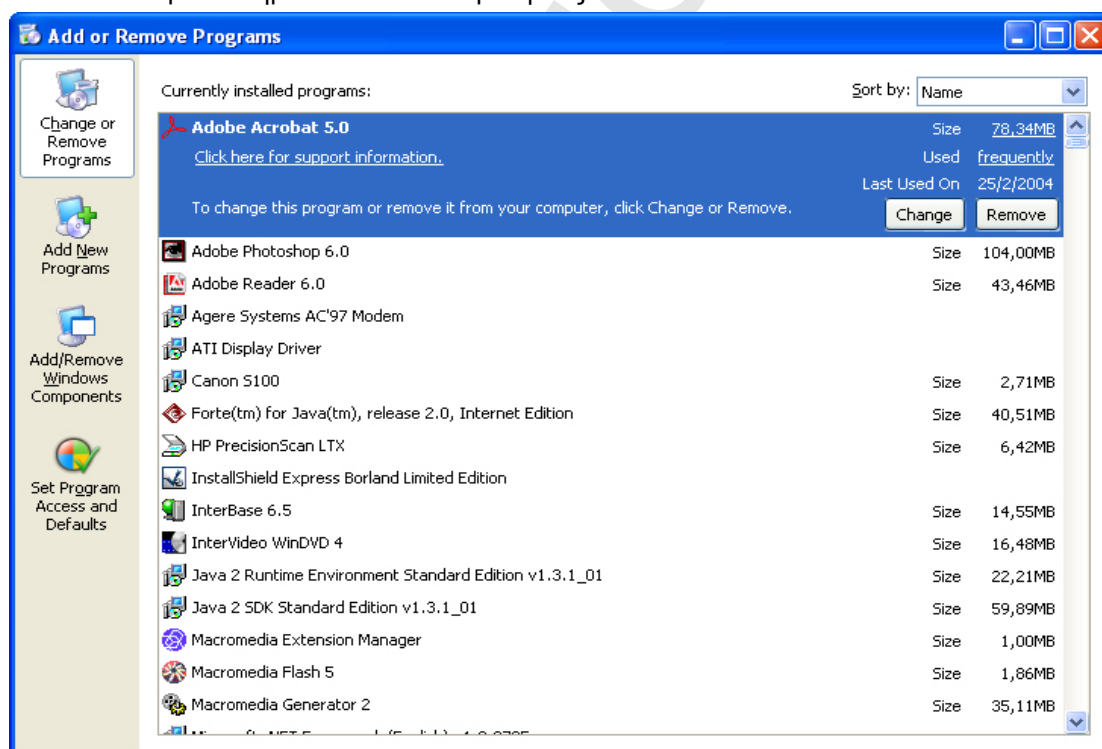 Add or Remove Programs
Change or
Remove
Programs
Add New
Programs
Add/Remove
Windows
Components
Set Program
Access and
Defaults
Currently installed programs:
Sort by: Name
Adobe Acrobat 5.0 Size 78,34MB
Click here for support information. Used frequently
Last Used On 25/2/2004
To change this program or remove it from your computer, click Change or Remove. Change Remove
Adobe Photoshop 6.0 Size 104,00MB
Adobe Reader 6.0 Size 43,46MB
Agere Systems AC'97 Modem
ATI Display Driver
Canon S100 Size 2,71MB
Forte(tm) for Java(tm), release 2.0, Internet Edition Size 40,51MB
HP PrecisionScan LTX Size 6,42MB
InstallShield Express Borland Limited Edition
InterBase 6.5 Size 14,55MB
InterVideo WinDVD 4 Size 16,48MB
Java 2 Runtime Environment Standard Edition v1.3.1_01 Size 22,21MB
Java 2 SDK Standard Edition v1.3.1_01 Size 59,89MB
Macromedia Extension Manager Size 1,00MB
Macromedia Flash 5 Size 1,86MB
Macromedia Generator 2 Size 35,11MB